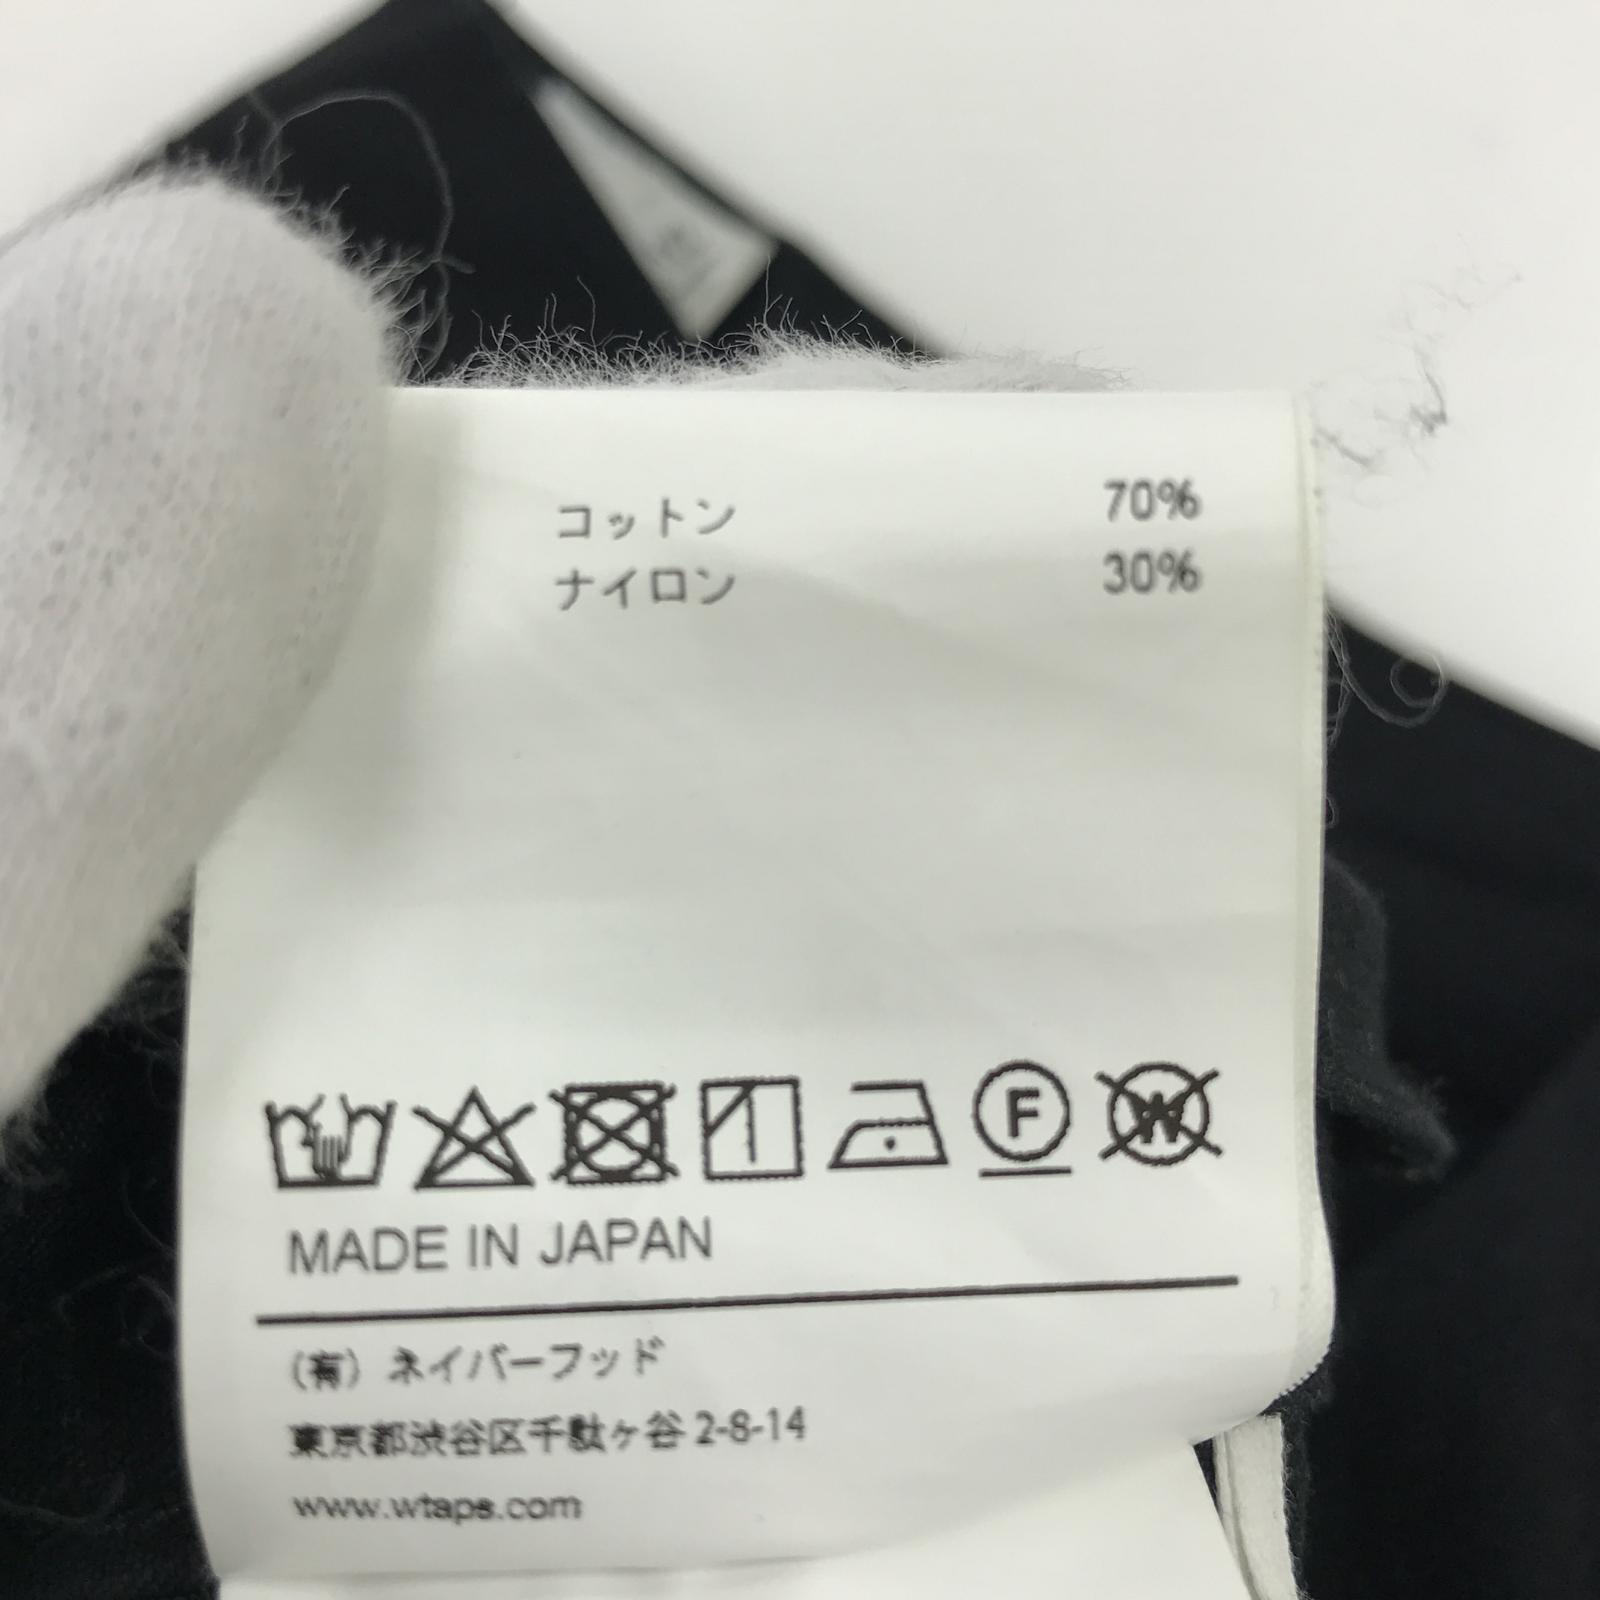 コットン 70%
ナイロン 30%
F W
MADE IN JAPAN
(有) ネイバーフッド
東京都渋谷区千駄ヶ谷 2-8-14
www.wtaps.com